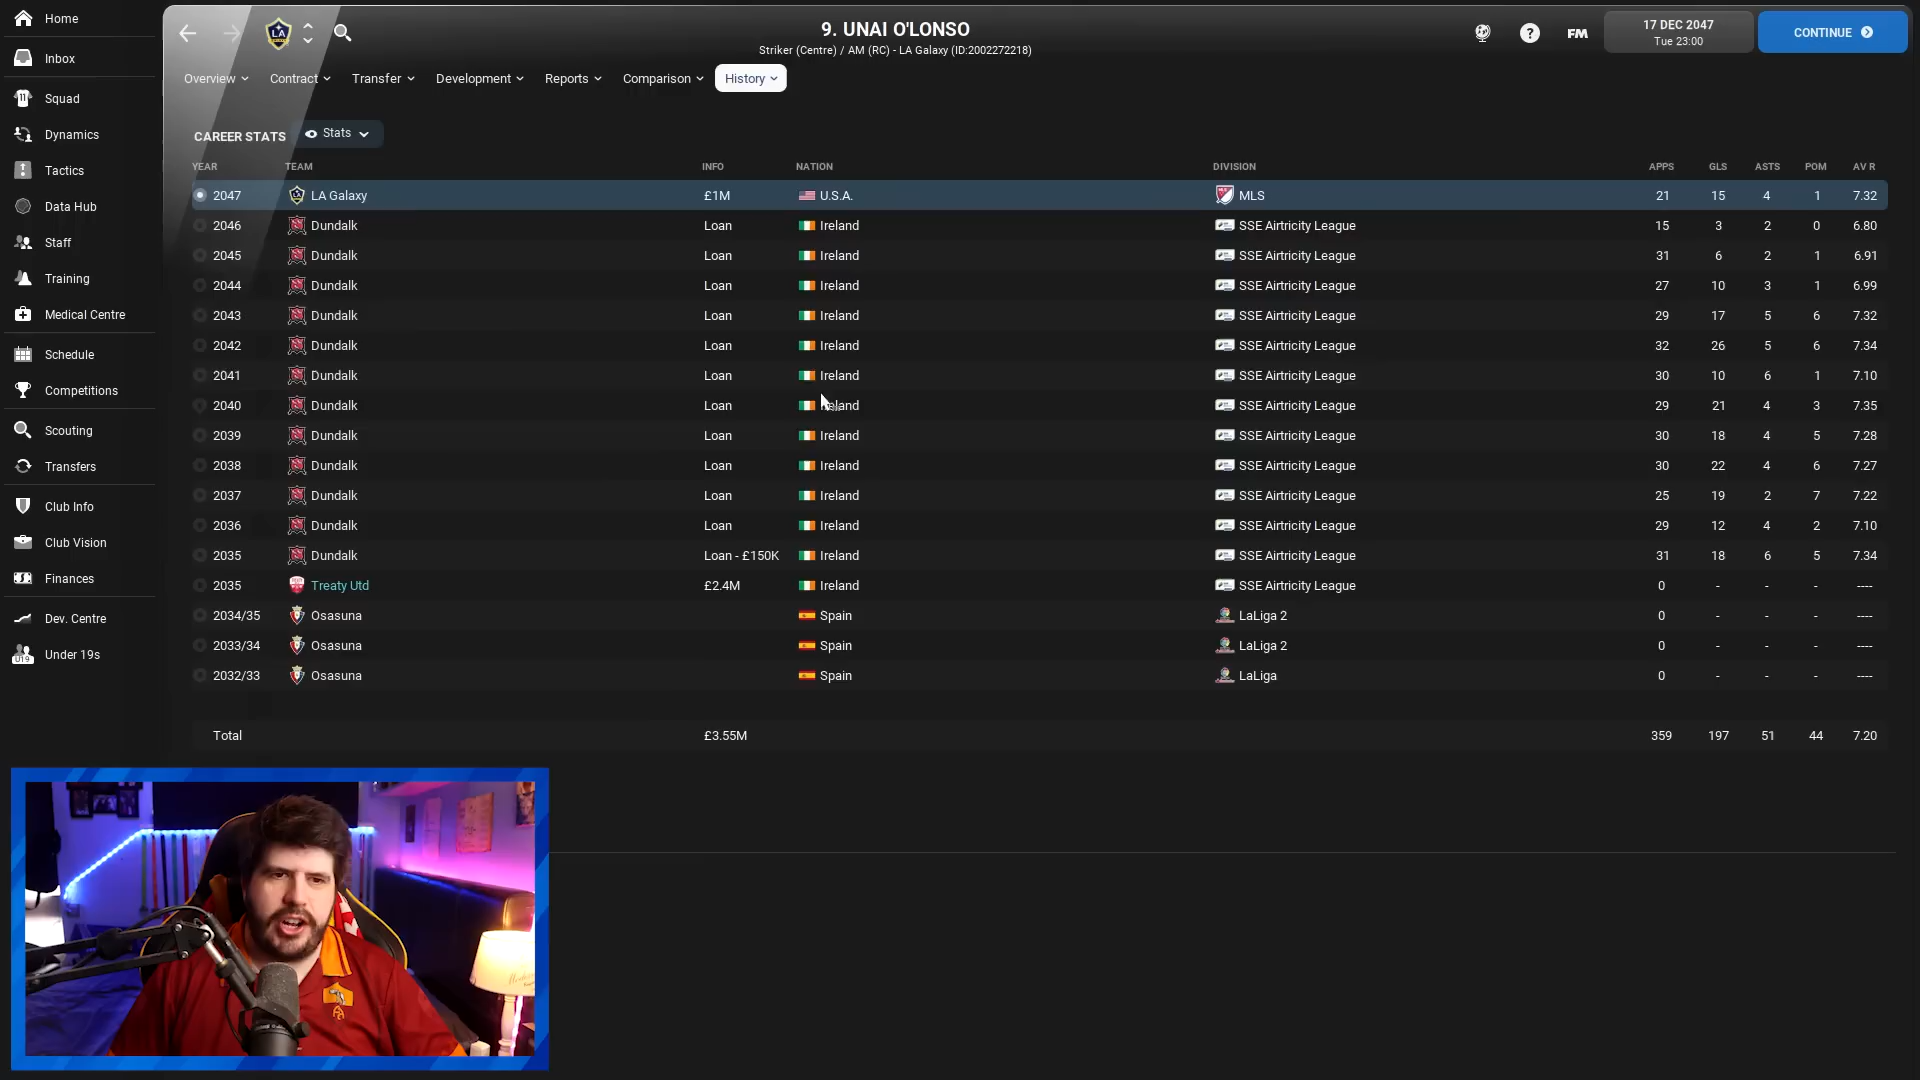 Home
Inbox
Squad
Dynamics
Tactics
Data Hub
Staff
Training
Medical Centre
Schedule
Competitions
Scouting
Transfers
Club Info
Club Vision
Finances
Dev. Centre
Under 19s
9. UNAI O'LONSO
Striker (Centre) / AM (RC) - LA Galaxy (ID:2002272218)
FM
17 DEC 2047
Tue 23:00
CONTINUE
Overview Contract Transfer Development Reports Comparison History
CAREER STATS Stats
YEAR TEAM INFO NATION DIVISION APPS GLS ASTS POM AV R
2047 LA Galaxy £1M U.S.A. MLS 21 15 4 1 7.32
2046 Dundalk Loan Ireland SSE Airtricity League 15 3 2 0 6.80
2045 Dundalk Loan Ireland SSE Airtricity League 31 6 2 1 6.91
2044 Dundalk Loan Ireland SSE Airtricity League 27 10 3 1 6.99
2043 Dundalk Loan Ireland SSE Airtricity League 29 17 5 6 7.32
2042 Dundalk Loan Ireland SSE Airtricity League 32 26 5 6 7.34
2041 Dundalk Loan Ireland SSE Airtricity League 30 10 6 1 7.10
2040 Dundalk Loan Ireland SSE Airtricity League 29 21 4 3 7.35
2039 Dundalk Loan Ireland SSE Airtricity League 30 18 4 5 7.28
2038 Dundalk Loan Ireland SSE Airtricity League 30 22 4 6 7.27
2037 Dundalk Loan Ireland SSE Airtricity League 25 19 2 7 7.22
2036 Dundalk Loan Ireland SSE Airtricity League 29 12 4 2 7.10
2035 Dundalk Loan - £150K Ireland SSE Airtricity League 31 18 6 5 7.34
2035 Treaty Utd £2.4M Ireland SSE Airtricity League 0 - - - ----
2034/35 Osasuna Spain LaLiga 2 0 - - - ----
2033/34 Osasuna Spain LaLiga 2 0 - - - ----
2032/33 Osasuna Spain LaLiga 0 - - - ----
Total £3.55M 359 197 51 44 7.20